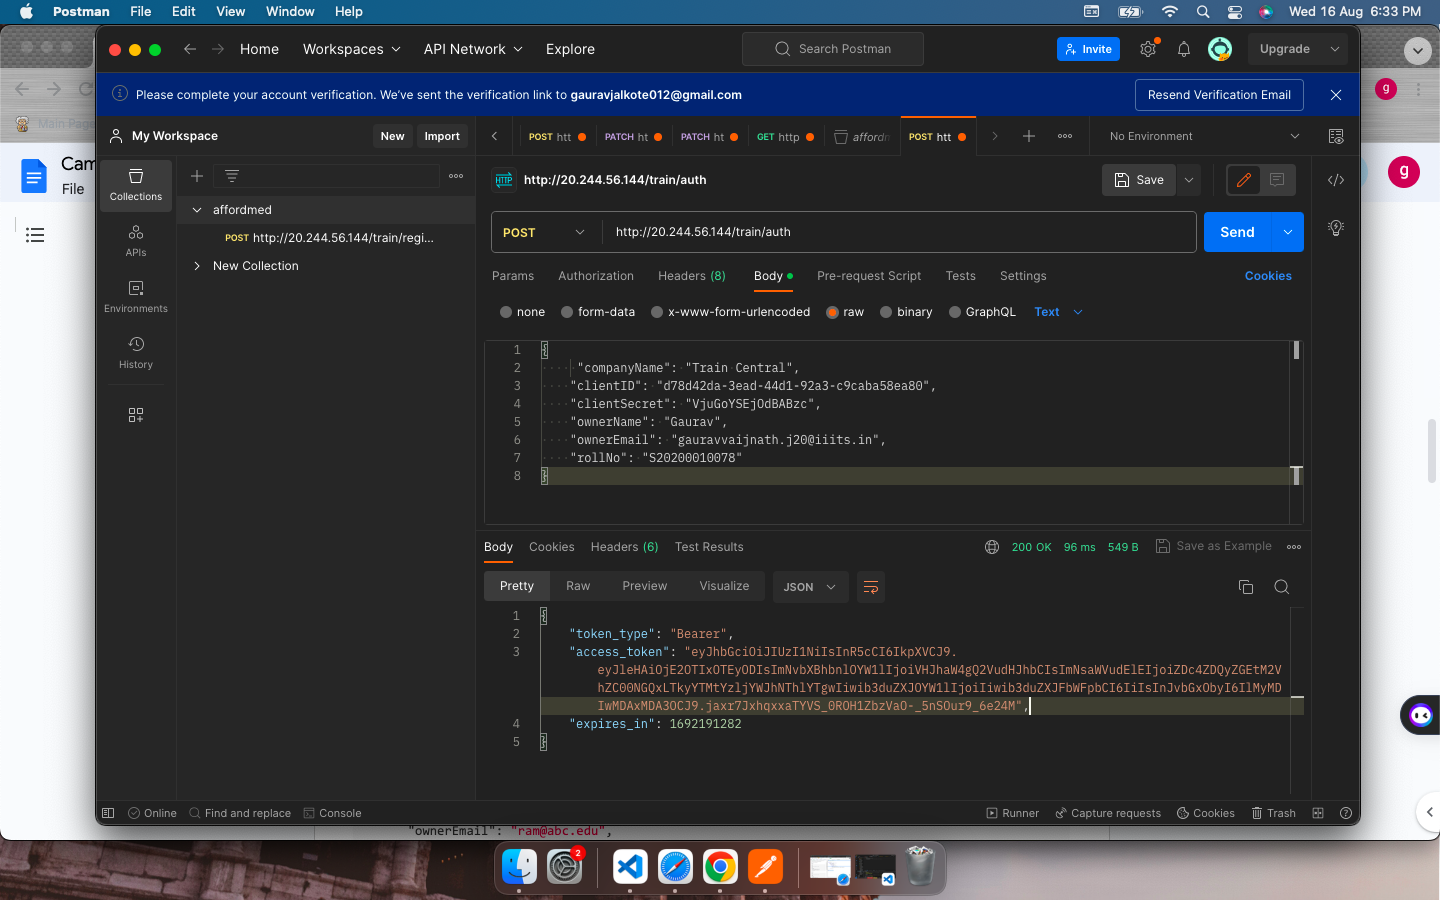 Postman File Edit View Window Help
Wed 16 Aug 6:33 PM
Home Workspaces API Network Explore
Search Postman
Invite
Upgrade
Please complete your account verification. We've sent the verification link to gauravjalkote012@gmail.com
Resend Verification Email
g
Main Page
My Workspace
New Import
POST htt
PATCH ht
PATCH ht
GET http
affordm
POST htt
No Environment
Cam
File
g
Collections
APIs
Environments
History
affordmed
POST http://20.244.56.144/train/regi...
New Collection
HTTP http://20.244.56.144/train/auth
Save
POST http://20.244.56.144/train/auth
Send
Params Authorization Headers (8) Body Pre-request Script Tests Settings
Cookies
none form-data x-www-form-urlencoded raw binary GraphQL Text
1 {
2 "companyName": "Train Central",
3 "clientID": "d78d42da-3ead-44d1-92a3-c9caba58ea80",
4 "clientSecret": "VjuGoYSEjOdBABzc",
5 "ownerName": "Gaurav",
6 "ownerEmail": "gauravvaijnath.j20@iiits.in",
7 "rollNo": "S20200010078"
8 }
Body Cookies Headers (6) Test Results
200 OK 96 ms 549 B Save as Example
Pretty Raw Preview Visualize JSON
1 {
2 "token_type": "Bearer",
3 "access_token": "eyJhbGciOiJIUzI1NiIsInR5cCI6IkpXVCJ9.
eyJleHAiOjE2OTIxOTEyODIsImNvbXBhbnlOYW1lIjoiVHJhaW4gQ2VudHJhbCIsImNsaWVudElEIjoiZDc4ZDQyZGEtM2V
hZC00NGQxLTkyYTMtYzljYWJhNThlYTgwIiwib3duZXJOYW1lIjoiIiwib3duZXJFbWFpbCI6IiIsInJvbGxObyI6IlMyMD
IwMDAxMDA3OCJ9.jaxr7JxhqxxaTYVS_0ROH1ZbzVaO-_5nSOur9_6e24M",
4 "expires_in": 1692191282
5 }
Online Find and replace Console
Runner Capture requests Cookies Trash
"ownerEmail": "ram@abc.edu",
2